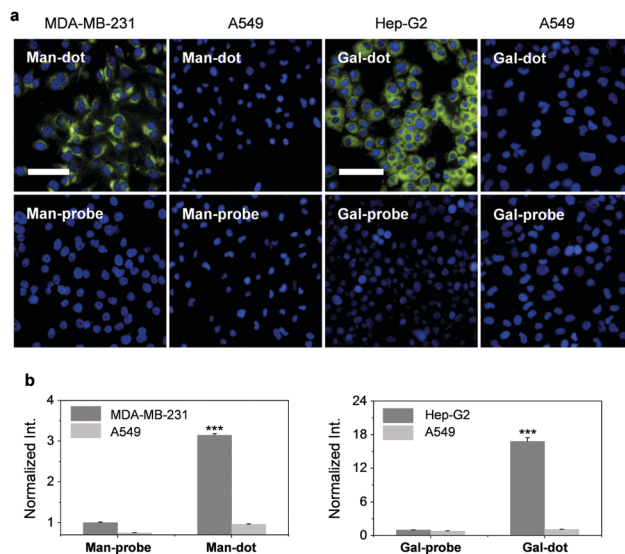 a
MDA-MB-231 A549 Hep-G2 A549
Man-dot Man-dot Gal-dot Gal-dot
Man-probe Man-probe Gal-probe Gal-probe
b
Normalized Int.
4
3
2
1
MDA-MB-231
A549
***
Man-probe Man-dot
Normalized Int.
24
18
12
6
0
Hep-G2
A549
***
Gal-probe Gal-dot